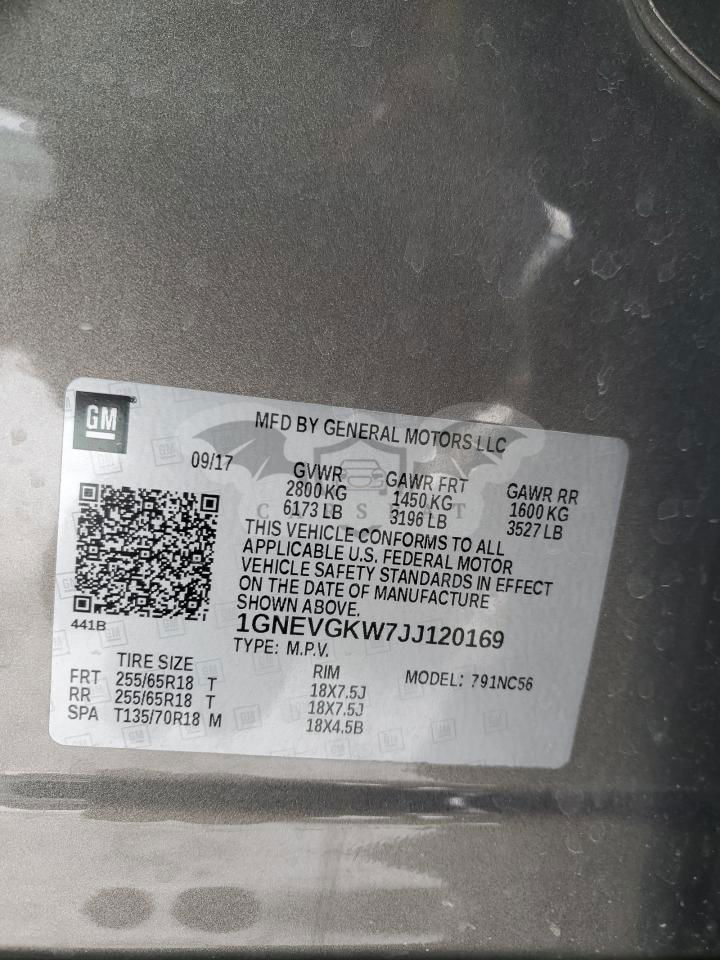 GM
MFD BY GENERAL MOTORS LLC
09/17
GVWR GAWR FRT GAWR RR
2800 KG 1450 KG 1600 KG
6173 LB 3196 LB 3527 LB
THIS VEHICLE CONFORMS TO ALL
APPLICABLE U.S. FEDERAL MOTOR
VEHICLE SAFETY STANDARDS IN EFFECT
ON THE DATE OF MANUFACTURE
SHOWN ABOVE.
441B
1GNEVGKW7JJ120169
TYPE: M.P.V.
TIRE SIZE RIM MODEL: 791NC56
FRT 255/65R18 T 18X7.5J
RR 255/65R18 T 18X7.5J
SPA T135/70R18 M 18X4.5B